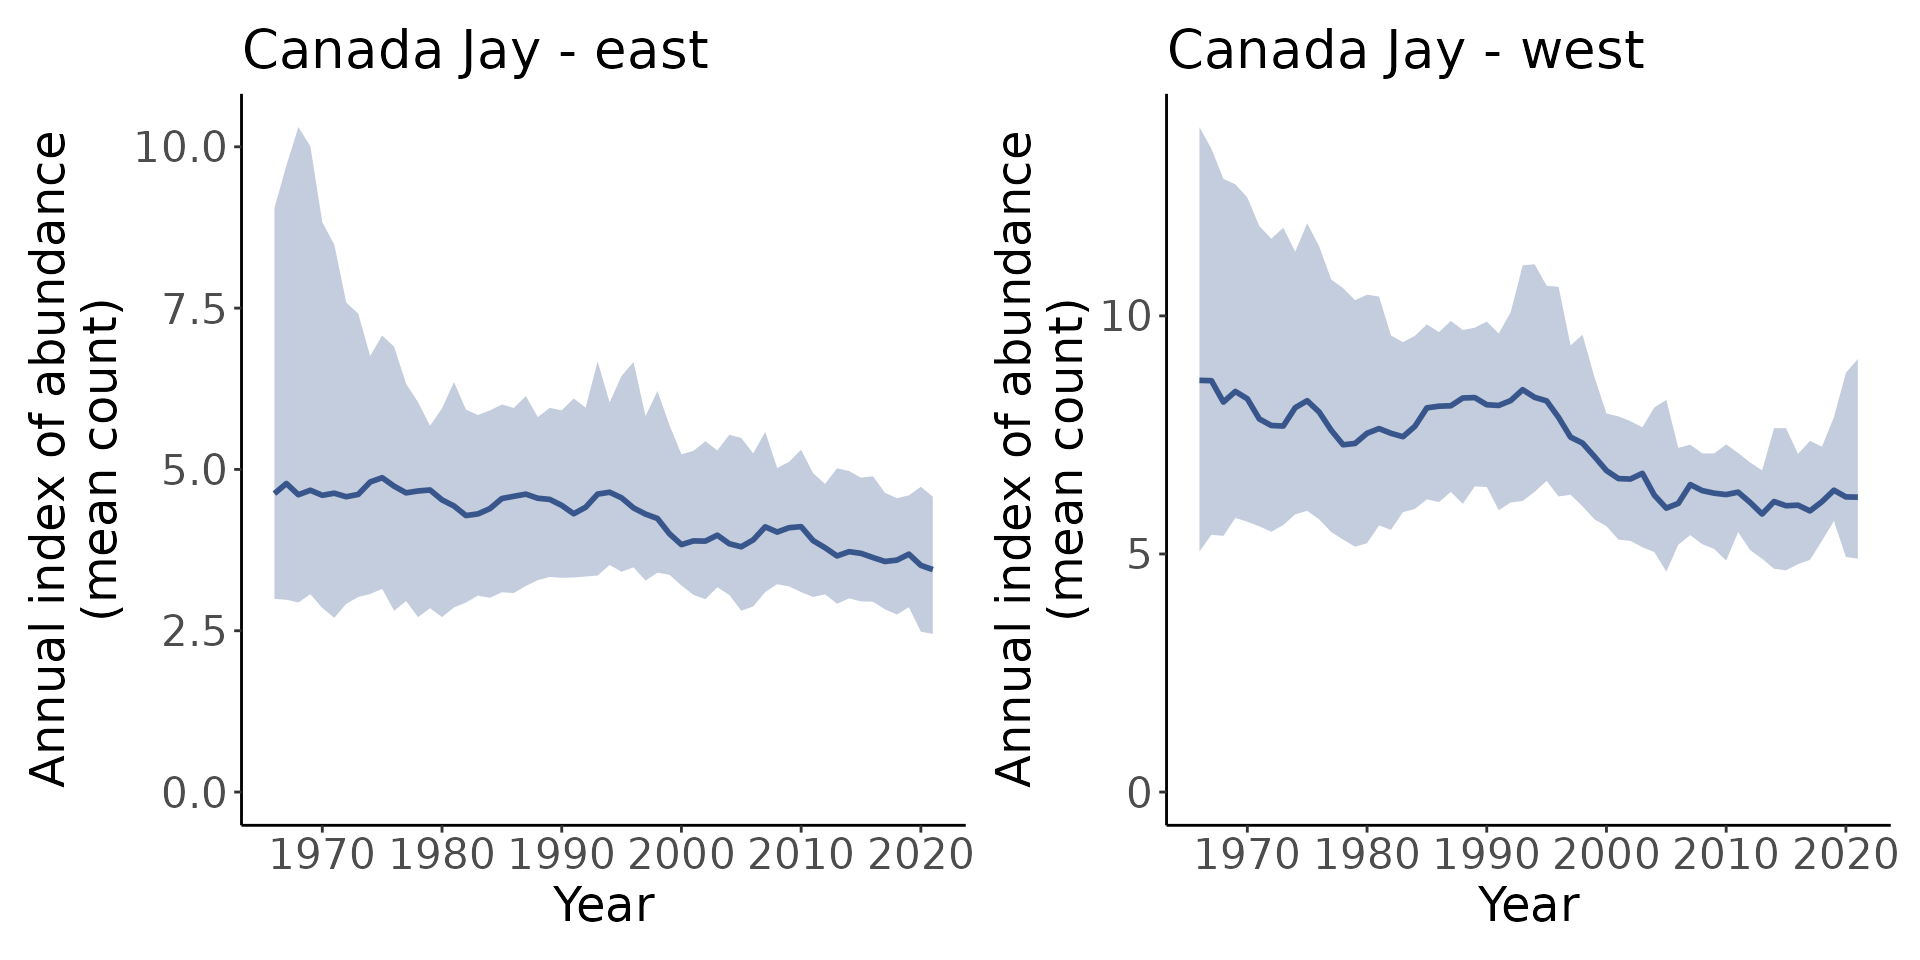 Canada Jay - east
Annual index of abundance
(mean count)
10.0
7.5
5.0
2.5
0.0
1970 1980 1990 2000 2010 2020
Year
Canada Jay - west
Annual index of abundance
(mean count)
10
5
0
1970 1980 1990 2000 2010 2020
Year